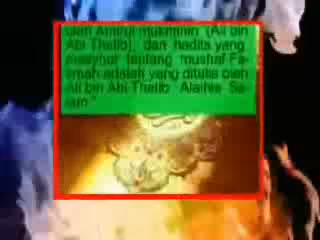 oleh Amirul mukminin (Ali bin
Abi Thalib), dan hadits yang
masyhur tentang mushaf Fa-
timah adalah yang ditulis oleh
Ali bin Abi Thalib Alaihis Sa-
lam."